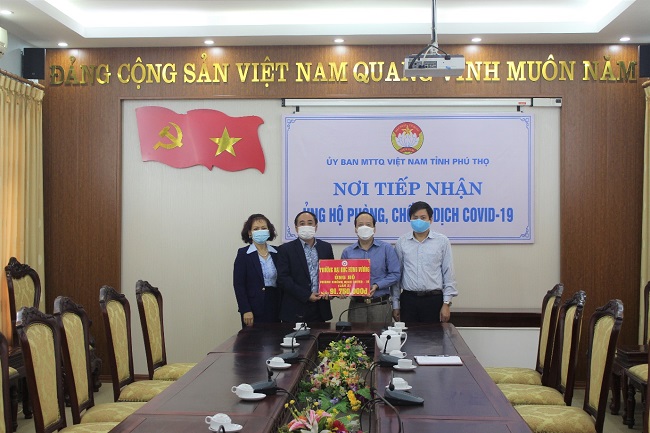 ĐẢNG CỘNG SẢN VIỆT NAM QUANG VINH MUÔN NĂM
ỦY BAN MTTQ VIỆT NAM TỈNH PHÚ THỌ
NƠI TIẾP NHẬN
ỦNG HỘ PHÒNG, CHỐNG DỊCH COVID-19
TRƯỜNG ĐẠI HỌC HÙNG VƯƠNG
ỦNG HỘ